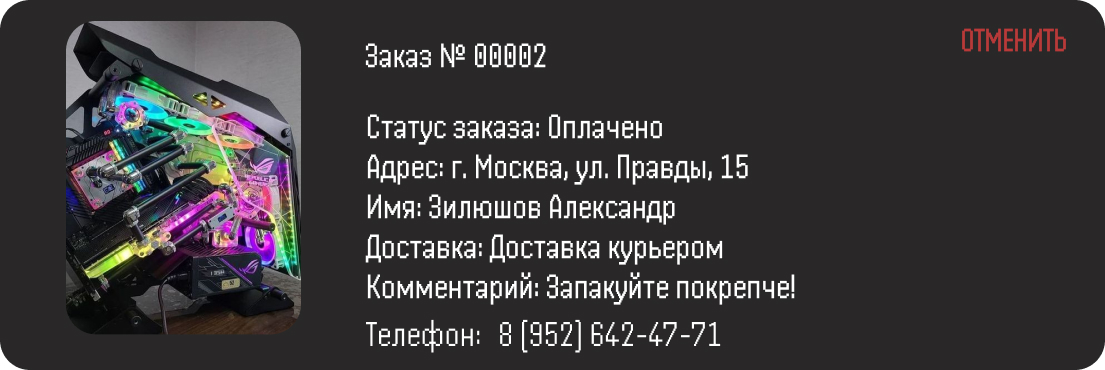 Заказ № 00002
ОТМЕНИТЬ
Статус заказа: Оплачено
Адрес: г. Москва, ул. Правды, 15
Имя: Зилюшов Александр
Доставка: Доставка курьером
Комментарий: Запакуйте покрепче!
Телефон: 8 (952) 642-47-71